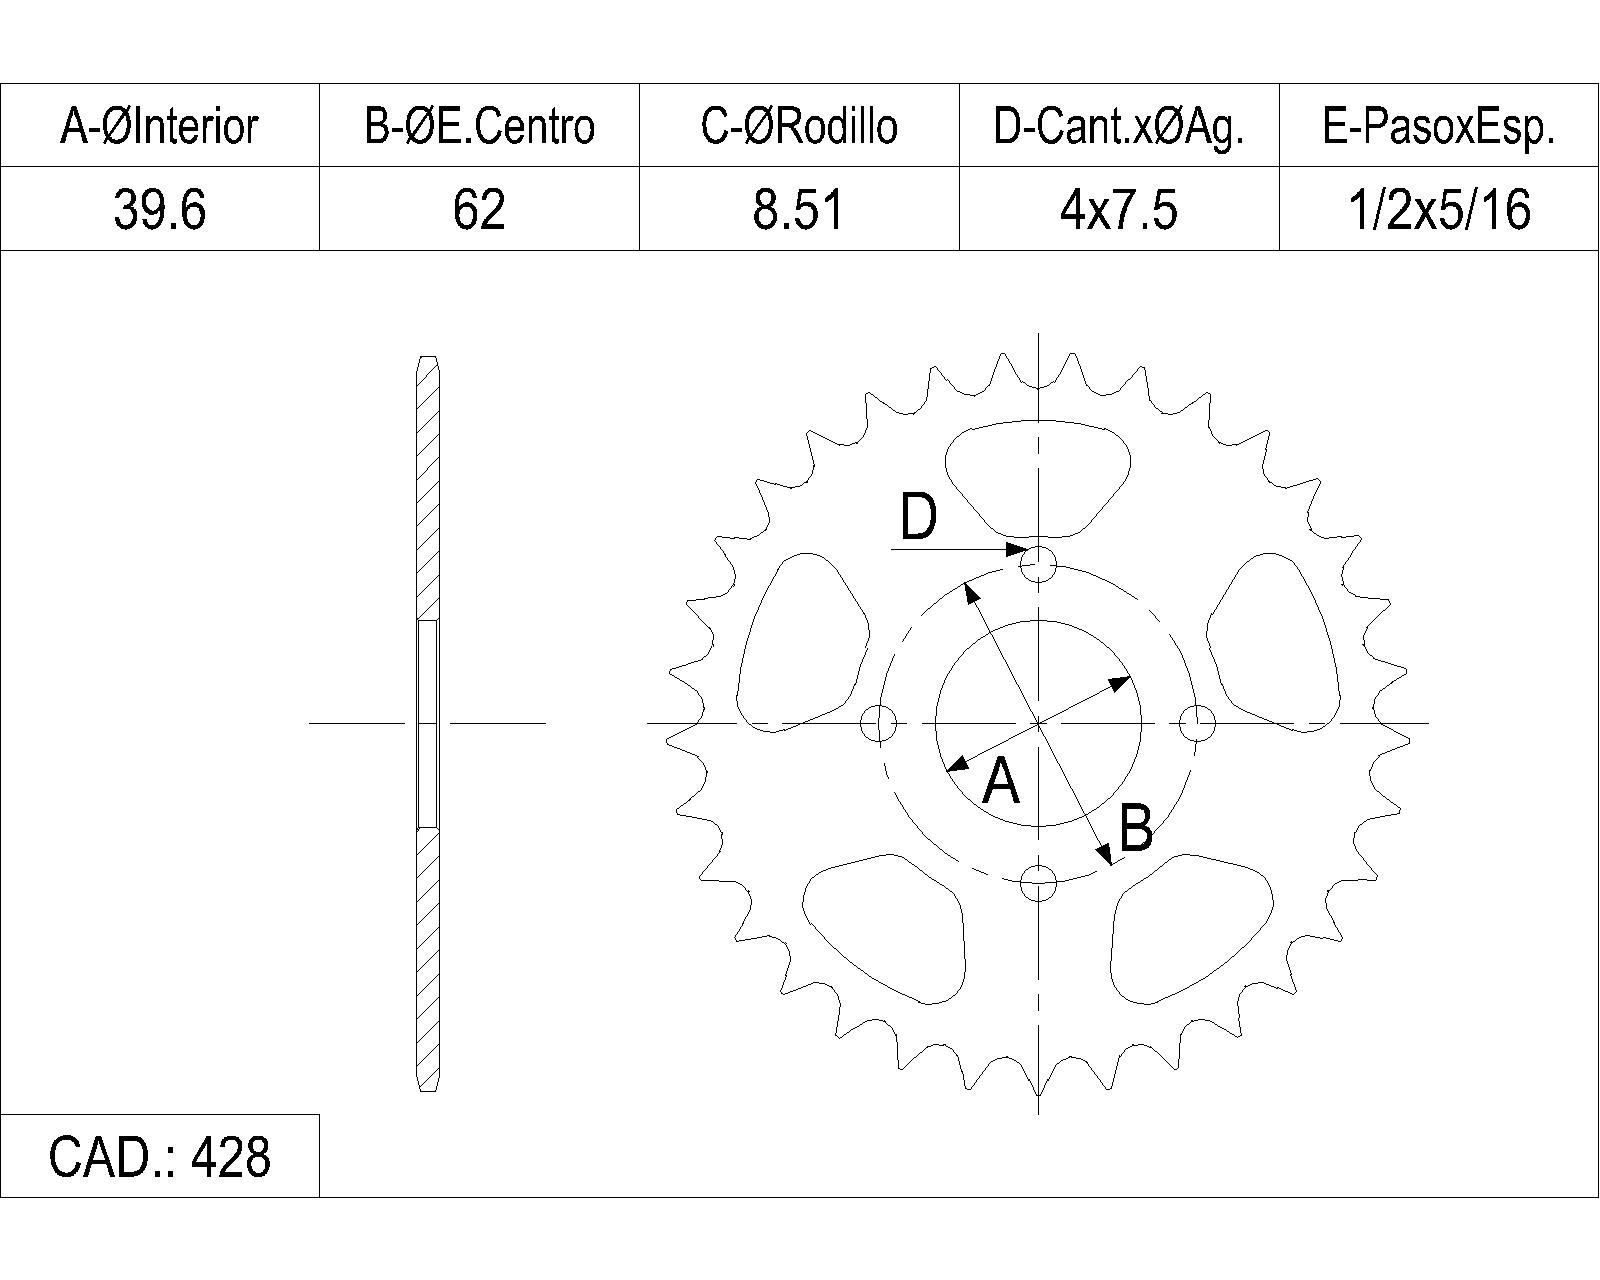 A-ØInterior B-ØE.Centro C-ØRodillo D-Cant.xØAg. E-PasoxEsp.
39.6 62 8.51 4x7.5 1/2x5/16
D
A
B
CAD.: 428